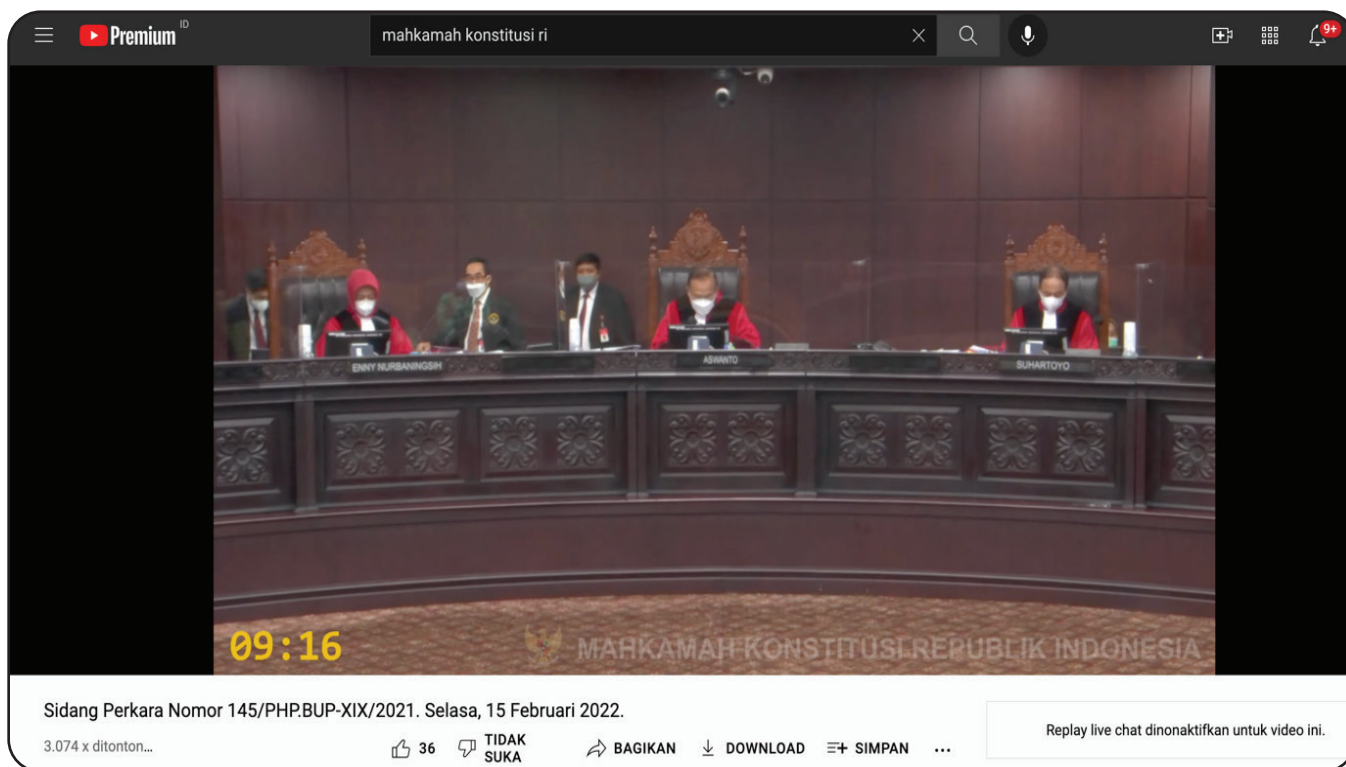 Premium ID
mahkamah konstitusi ri
9+
ENNY NURBANINGSIH
ASWANTO
SUHARTOYO
09:16
MAHKAMAH KONSTITUSI REPUBLIK INDONESIA
Sidang Perkara Nomor 145/PHP.BUP-XIX/2021. Selasa, 15 Februari 2022.
3.074 x ditonton...
36
TIDAK
SUKA
BAGIKAN
DOWNLOAD
SIMPAN
...
Replay live chat dinonaktifkan untuk video ini.